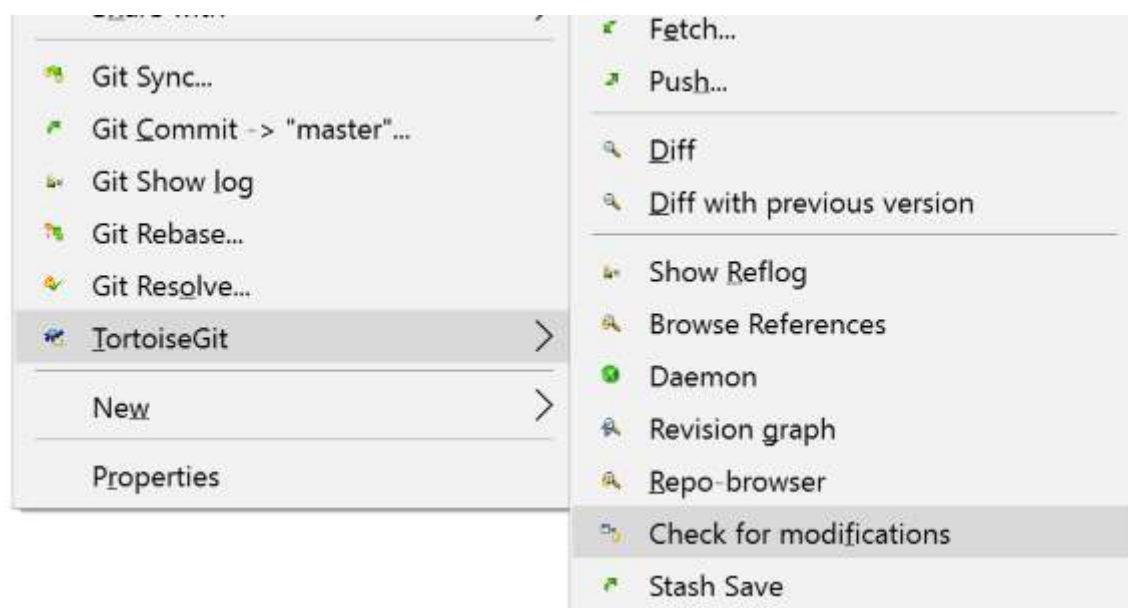 Git Sync...
Git Commit -> "master"...
Git Show log
Git Rebase...
Git Resolve...
TortoiseGit
New
Properties
Fetch...
Push...
Diff
Diff with previous version
Show Reflog
Browse References
Daemon
Revision graph
Repo-browser
Check for modifications
Stash Save